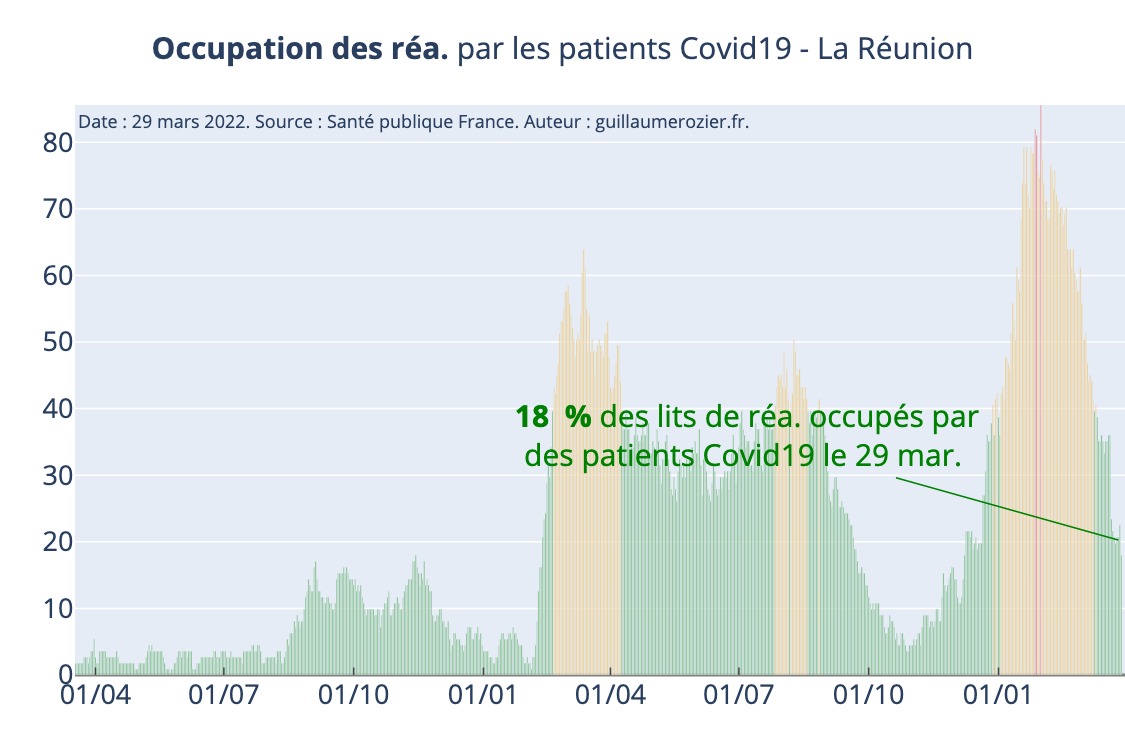 Occupation des réa. par les patients Covid19 - La Réunion
Date : 29 mars 2022. Source : Santé publique France. Auteur : guillaumerozier.fr.
80
70
60
50
40
18 % des lits de réa. occupés par
des patients Covid19 le 29 mar.
30
20
10
0
01/04 01/07 01/10 01/01 01/04 01/07 01/10 01/01